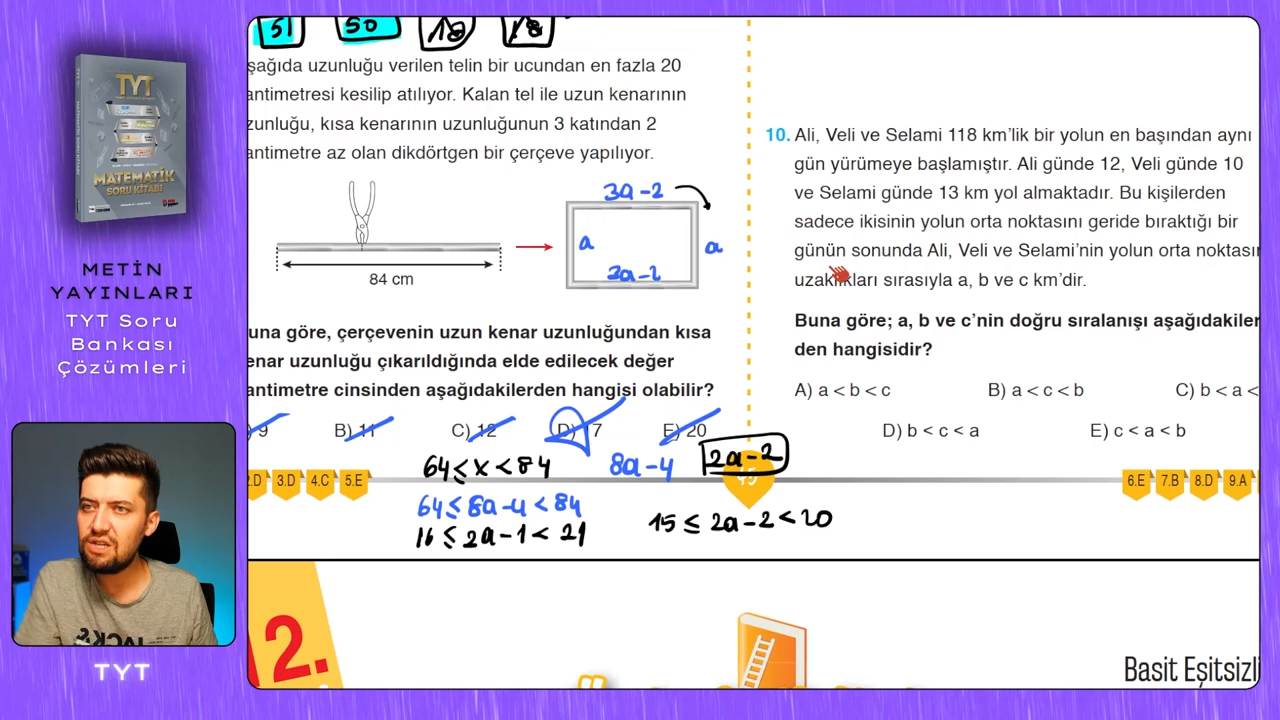 51 50 18 18
şağıda uzunluğu verilen telin bir ucundan en fazla 20
antimetresi kesilip atılıyor. Kalan tel ile uzun kenarının
zunluğu, kısa kenarının uzunluğunun 3 katından 2
antimetre az olan dikdörtgen bir çerçeve yapılıyor.
3a-2
a
a
3a-2
84 cm
una göre, çerçevenin uzun kenar uzunluğundan kısa
enar uzunluğu çıkarıldığında elde edilecek değer
antimetre cinsinden aşağıdakilerden hangisi olabilir?
) 9 B) 11 C) 12 D) 17 E) 20
64 ≤ x < 84
8a-4
2a-2
64 ≤ 8a-4 < 84
16 ≤ 2a-1 < 21
15 ≤ 2a-2 < 20
2.D 3.D 4.C 5.E
45
6.E 7.B 8.D 9.A
10. Ali, Veli ve Selami 118 km'lik bir yolun en başından aynı
gün yürümeye başlamıştır. Ali günde 12, Veli günde 10
ve Selami günde 13 km yol almaktadır. Bu kişilerden
sadece ikisinin yolun orta noktasını geride bıraktığı bir
günün sonunda Ali, Veli ve Selami'nin yolun orta noktasın
uzaklıkları sırasıyla a, b ve c km'dir.
Buna göre; a, b ve c'nin doğru sıralanışı aşağıdakiler
den hangisidir?
A) a < b < c B) a < c < b C) b < a <
D) b < c < a E) c < a < b
2.
Basit Eşitsizli
TYT
MATEMATİK
SORU KİTABI
METİN
YAYINLARI
TYT Soru
Bankası
Çözümleri
TYT